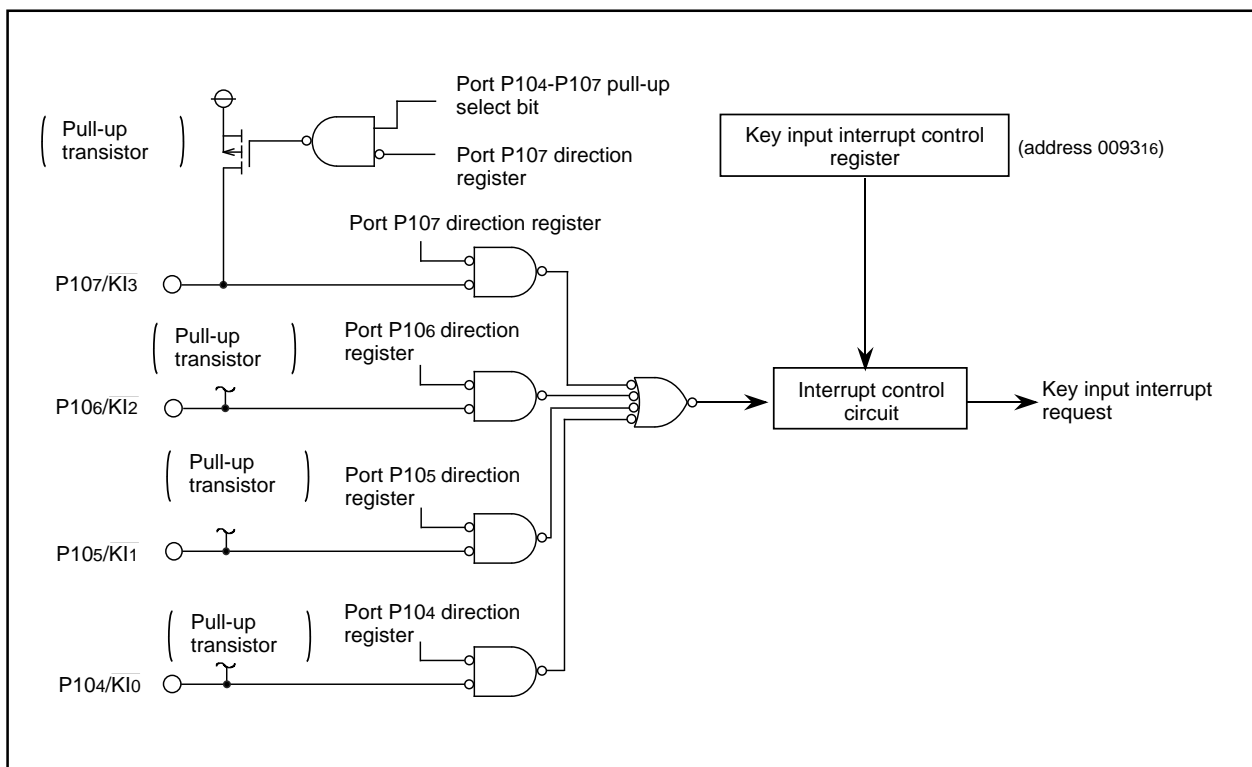 Port P104-P107 pull-up
select bit
( Pull-up
transistor )
Port P107 direction
register
Key input interrupt control
register
(address 009316)
Port P107 direction register
P107/KI3
( Pull-up
transistor )
Port P106 direction
register
P106/KI2
Interrupt control
circuit
Key input interrupt
request
( Pull-up
transistor )
Port P105 direction
register
P105/KI1
( Pull-up
transistor )
Port P104 direction
register
P104/KI0